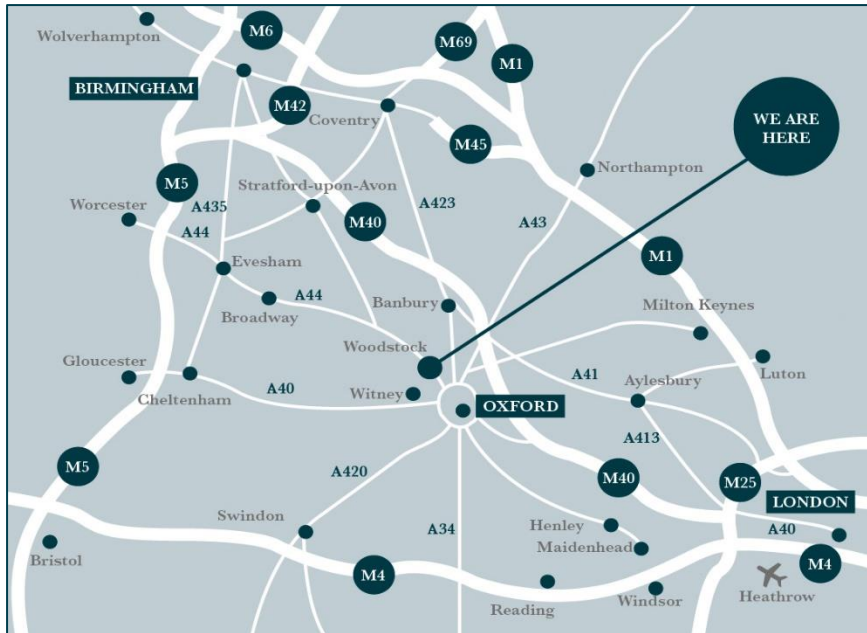 M6
Wolverhampton
M69
M1
BIRMINGHAM
M42
Coventry
M45
WE ARE
HERE
Northampton
M5
Stratford-upon-Avon
Worcester
A435
A44
M40
A423
A43
M1
Evesham
A44
Broadway
Banbury
Milton Keynes
Woodstock
Gloucester
Cheltenham
A40
Witney
OXFORD
A41
Aylesbury
Luton
A413
M5
A420
M40
M25
LONDON
Swindon
A34
Henley
Maidenhead
A40
Bristol
M4
M4
Reading
Windsor
Heathrow